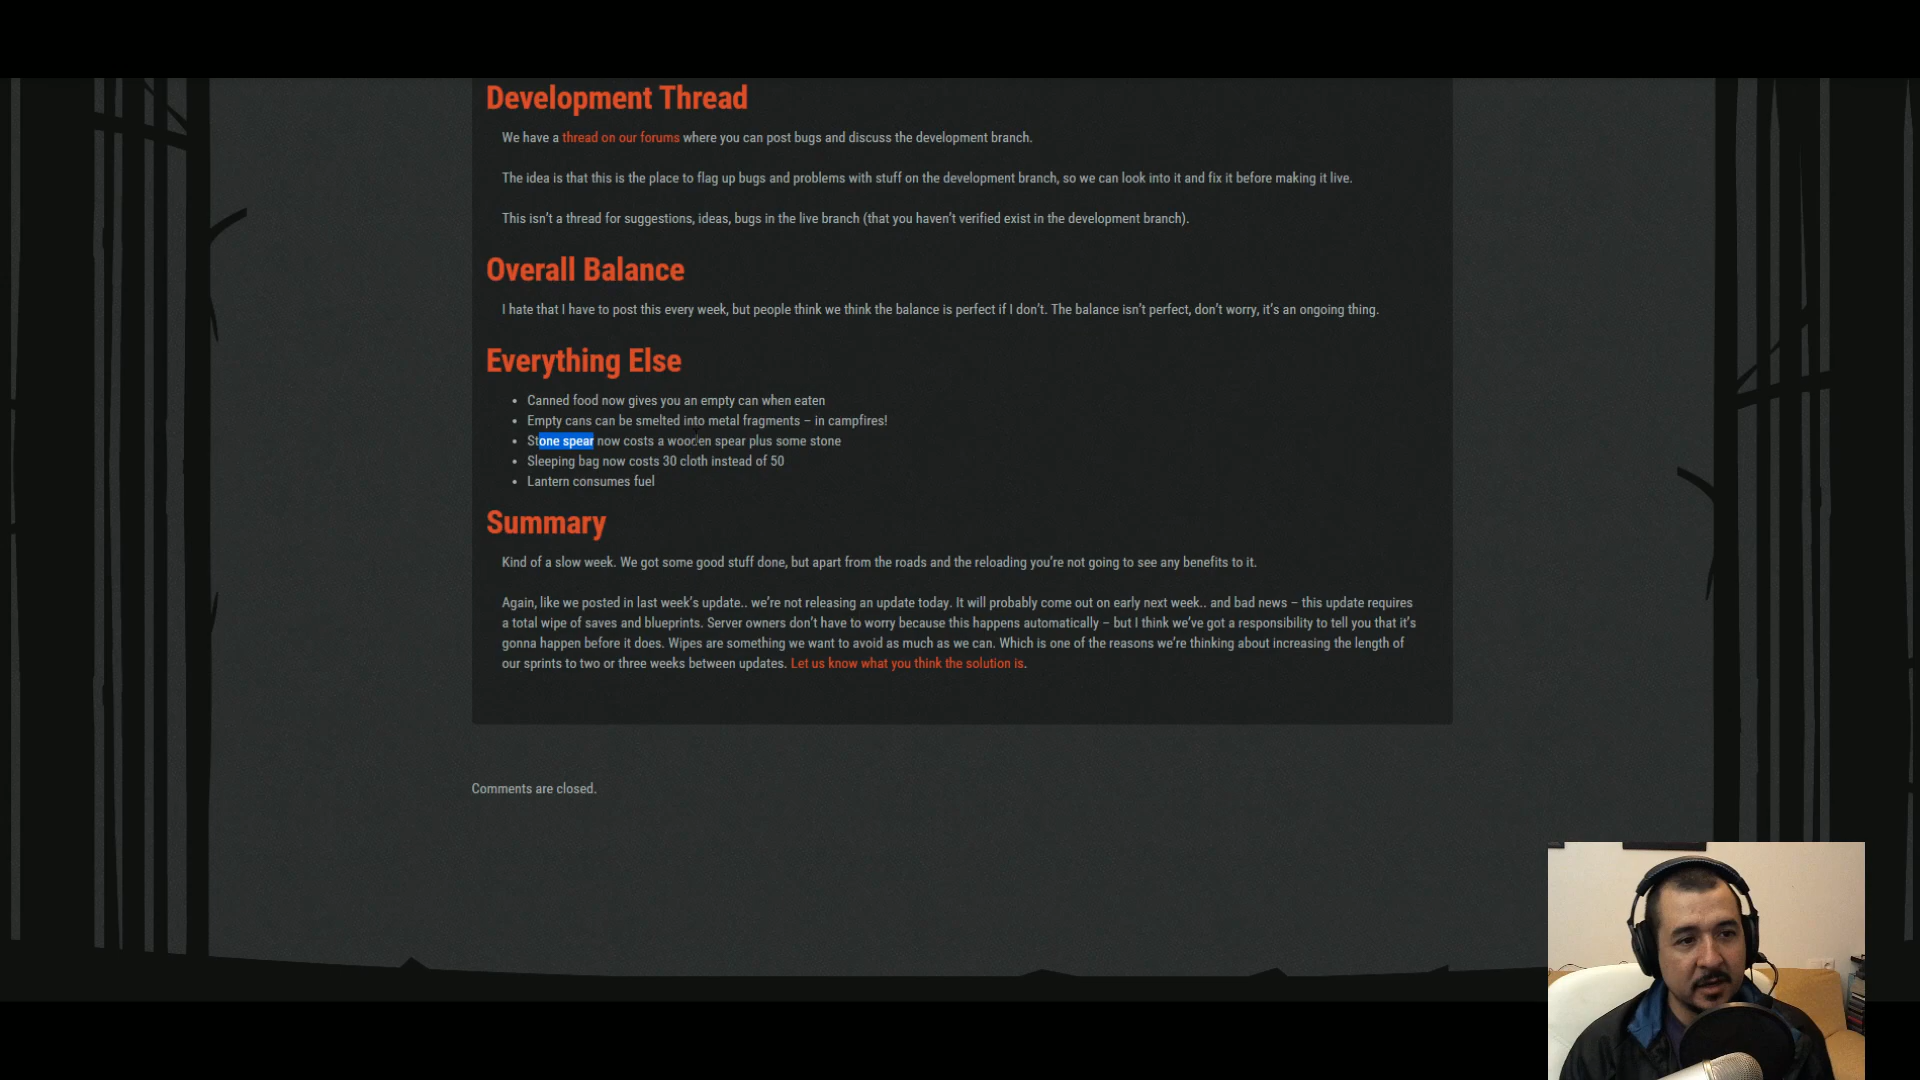 Development Thread
We have a thread on our forums where you can post bugs and discuss the development branch.
The idea is that this is the place to flag up bugs and problems with stuff on the development branch, so we can look into it and fix it before making it live.
This isn't a thread for suggestions, ideas, bugs in the live branch (that you haven't verified exist in the development branch).
Overall Balance
I hate that I have to post this every week, but people think we think the balance is perfect if I don't. The balance isn't perfect, don't worry, it's an ongoing thing.
Everything Else
• Canned food now gives you an empty can when eaten
• Empty cans can be smelted into metal fragments – in campfires!
• Stone spear now costs a wooden spear plus some stone
• Sleeping bag now costs 30 cloth instead of 50
• Lantern consumes fuel
Summary
Kind of a slow week. We got some good stuff done, but apart from the roads and the reloading you're not going to see any benefits to it.
Again, like we posted in last week's update.. we're not releasing an update today. It will probably come out on early next week.. and bad news – this update requires
a total wipe of saves and blueprints. Server owners don't have to worry because this happens automatically – but I think we've got a responsibility to tell you that it's
gonna happen before it does. Wipes are something we want to avoid as much as we can. Which is one of the reasons we're thinking about increasing the length of
our sprints to two or three weeks between updates. Let us know what you think the solution is.
Comments are closed.